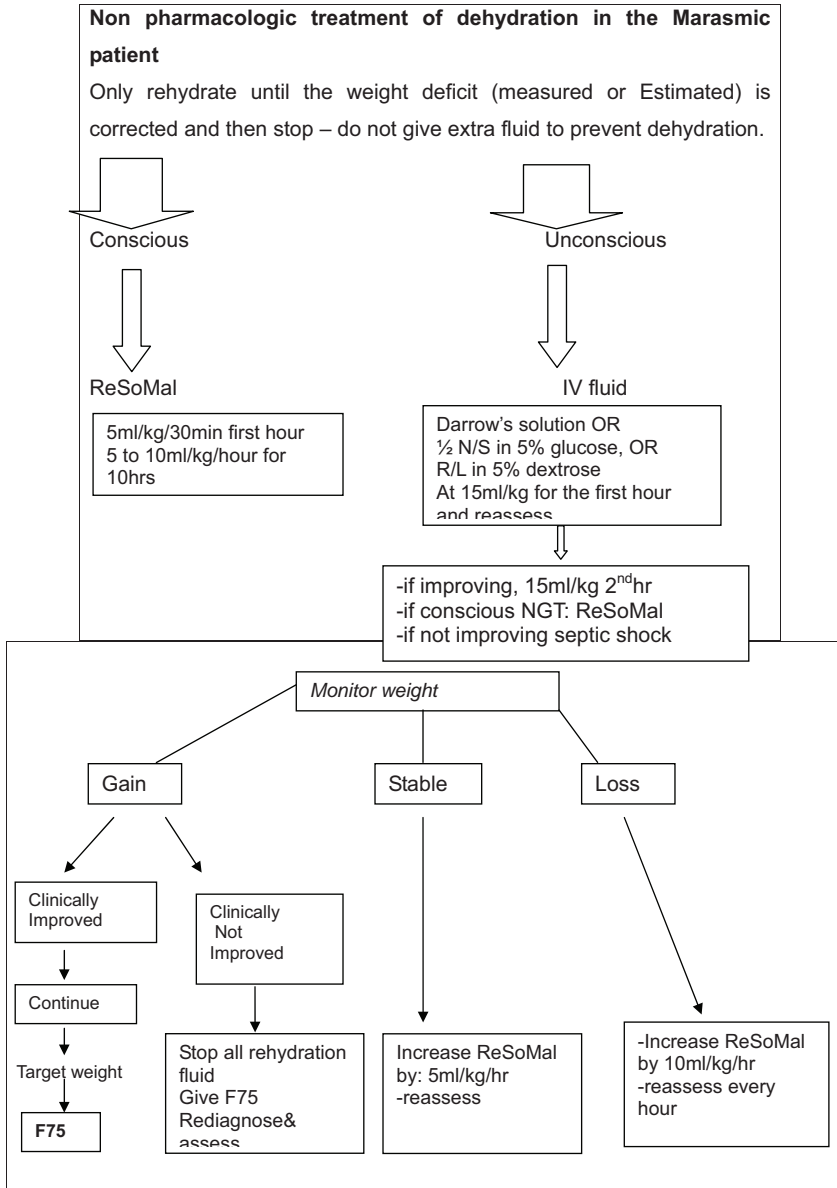 Non pharmacologic treatment of dehydration in the Marasmic
patient
Only rehydrate until the weight deficit (measured or Estimated) is
corrected and then stop – do not give extra fluid to prevent dehydration.
Conscious
Unconscious
ReSoMal
IV fluid
5ml/kg/30min first hour
5 to 10ml/kg/hour for
10hrs
Darrow's solution OR
½ N/S in 5% glucose, OR
R/L in 5% dextrose
At 15ml/kg for the first hour
and reassess
-if improving, 15ml/kg 2ndhr
-if conscious NGT: ReSoMal
-if not improving septic shock
Monitor weight
Gain
Stable
Loss
Clinically
Improved
Clinically
Not
Improved
Continue
Target weight
F75
Stop all rehydration
fluid
Give F75
Rediagnose& 
assess
Increase ReSoMal
by: 5ml/kg/hr
-reassess
-Increase ReSoMal
by 10ml/kg/hr
-reassess every
hour